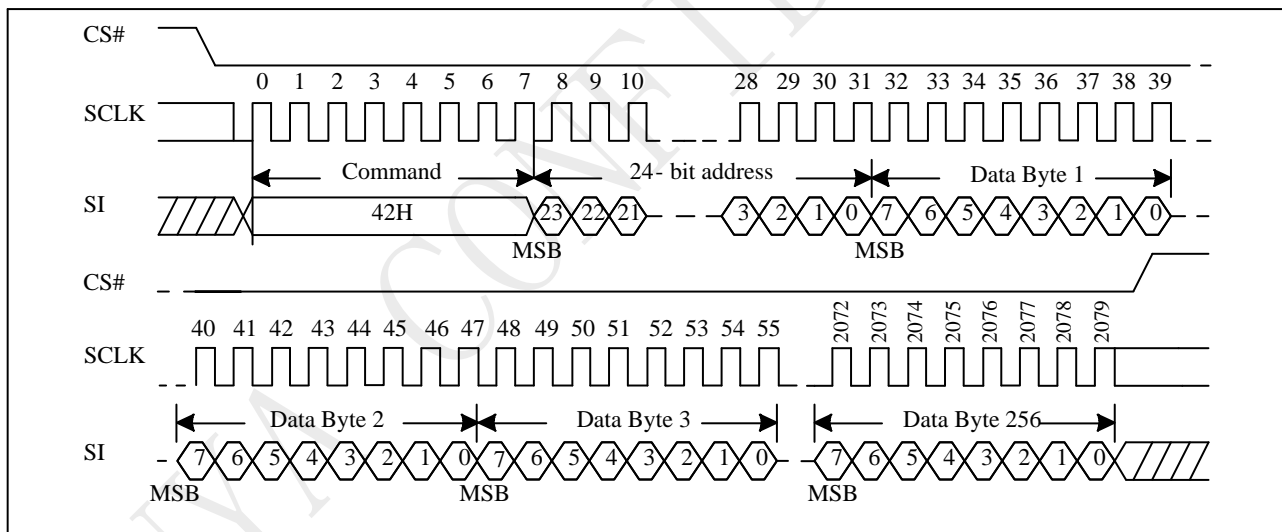 CS#
0 1 2 3 4 5 6 7 8 9 10 28 29 30 31 32 33 34 35 36 37 38 39
SCLK
Command 24- bit address Data Byte 1
SI 42H 23 22 21 3 2 1 0 7 6 5 4 3 2 1 0
MSB MSB
CS#
40 41 42 43 44 45 46 47 48 49 50 51 52 53 54 55 2072 2073 2074 2075 2076 2077 2078 2079
SCLK
Data Byte 2 Data Byte 3 Data Byte 256
SI 7 6 5 4 3 2 1 0 7 6 5 4 3 2 1 0 7 6 5 4 3 2 1 0
MSB MSB MSB